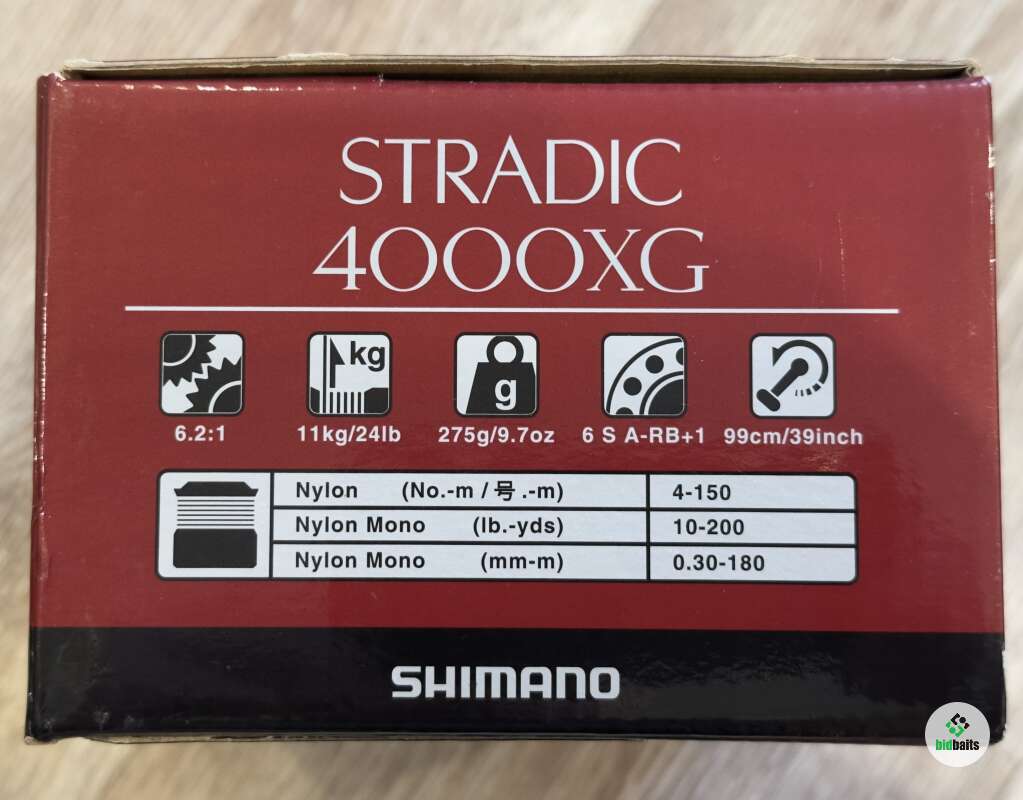 STRADIC
4000XG
kg
g
6.2:1 11kg/24lb 275g/9.7oz 6 S A-RB+1 99cm/39inch
Nylon (No.-m / 号 .-m) 4-150
Nylon Mono (lb.-yds) 10-200
Nylon Mono (mm-m) 0.30-180
SHIMANO
bidbaits